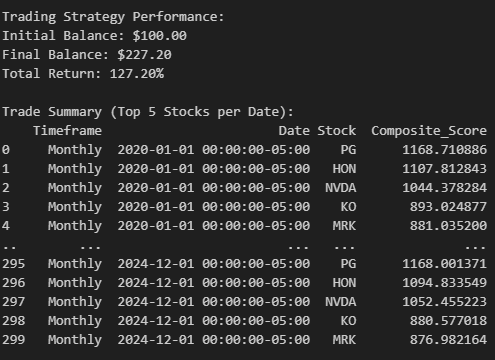 Trading Strategy Performance:
Initial Balance: $100.00
Final Balance: $227.20
Total Return: 127.20%
Trade Summary (Top 5 Stocks per Date):
Timeframe Date Stock Composite_Score
0 Monthly 2020-01-01 00:00:00-05:00 PG 1168.710886
1 Monthly 2020-01-01 00:00:00-05:00 HON 1107.812843
2 Monthly 2020-01-01 00:00:00-05:00 NVDA 1044.378284
3 Monthly 2020-01-01 00:00:00-05:00 KO 893.024877
4 Monthly 2020-01-01 00:00:00-05:00 MRK 881.035200
.. ... ... ... ...
295 Monthly 2024-12-01 00:00:00-05:00 PG 1168.001371
296 Monthly 2024-12-01 00:00:00-05:00 HON 1094.833549
297 Monthly 2024-12-01 00:00:00-05:00 NVDA 1052.455223
298 Monthly 2024-12-01 00:00:00-05:00 KO 880.577018
299 Monthly 2024-12-01 00:00:00-05:00 MRK 876.982164